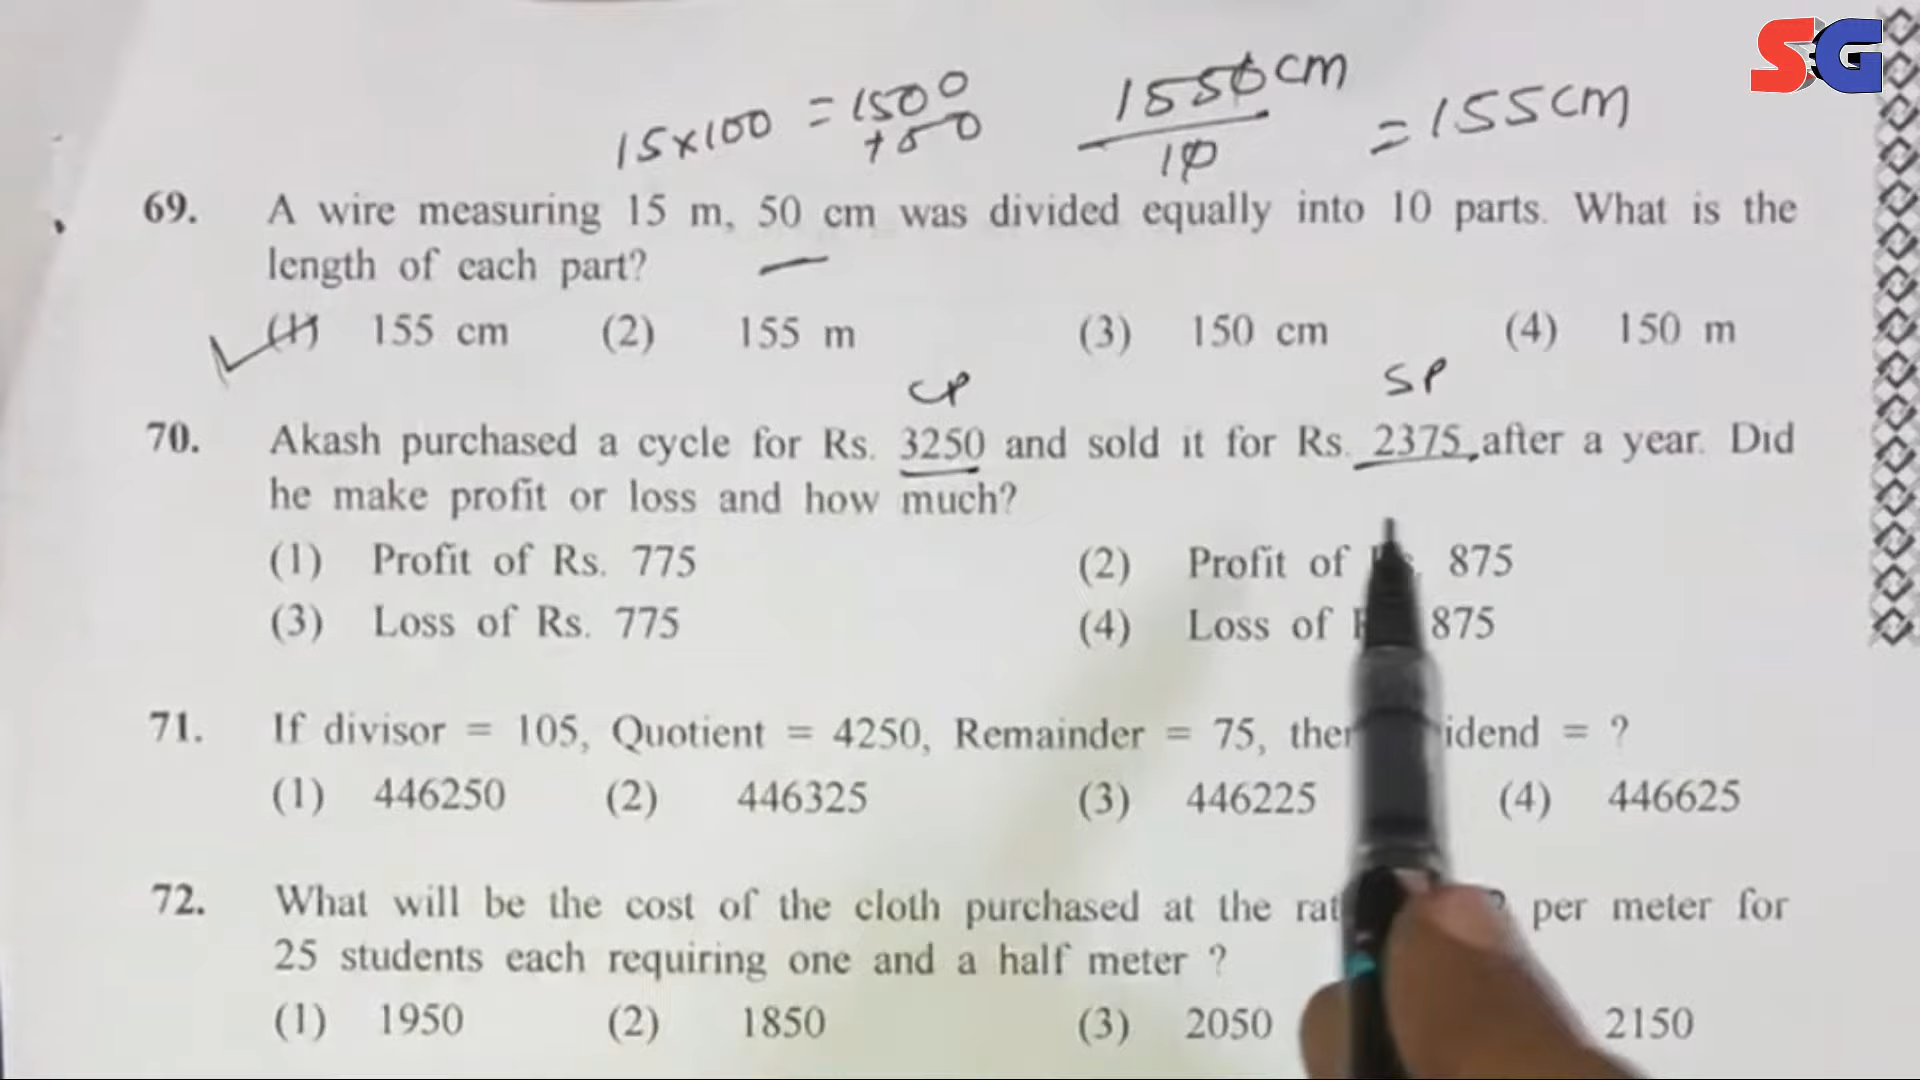 SG
15×100 = 1500
+50
1550 cm
10
= 155 cm
69. A wire measuring 15 m, 50 cm was divided equally into 10 parts. What is the
length of each part?
(1) 155 cm (2) 155 m (3) 150 cm (4) 150 m
CP SP
70. Akash purchased a cycle for Rs. 3250 and sold it for Rs. 2375 after a year. Did
he make profit or loss and how much?
(1) Profit of Rs. 775 (2) Profit of 875
(3) Loss of Rs. 775 (4) Loss of 875
71. If divisor = 105, Quotient = 4250, Remainder = 75, = ?
(1) 446250 (2) 446325 (3) 446225 (4) 446625
72. What will be the cost of the cloth purchased at the per meter for
25 students each requiring one and a half meter ?
(1) 1950 (2) 1850 (3) 2050 2150